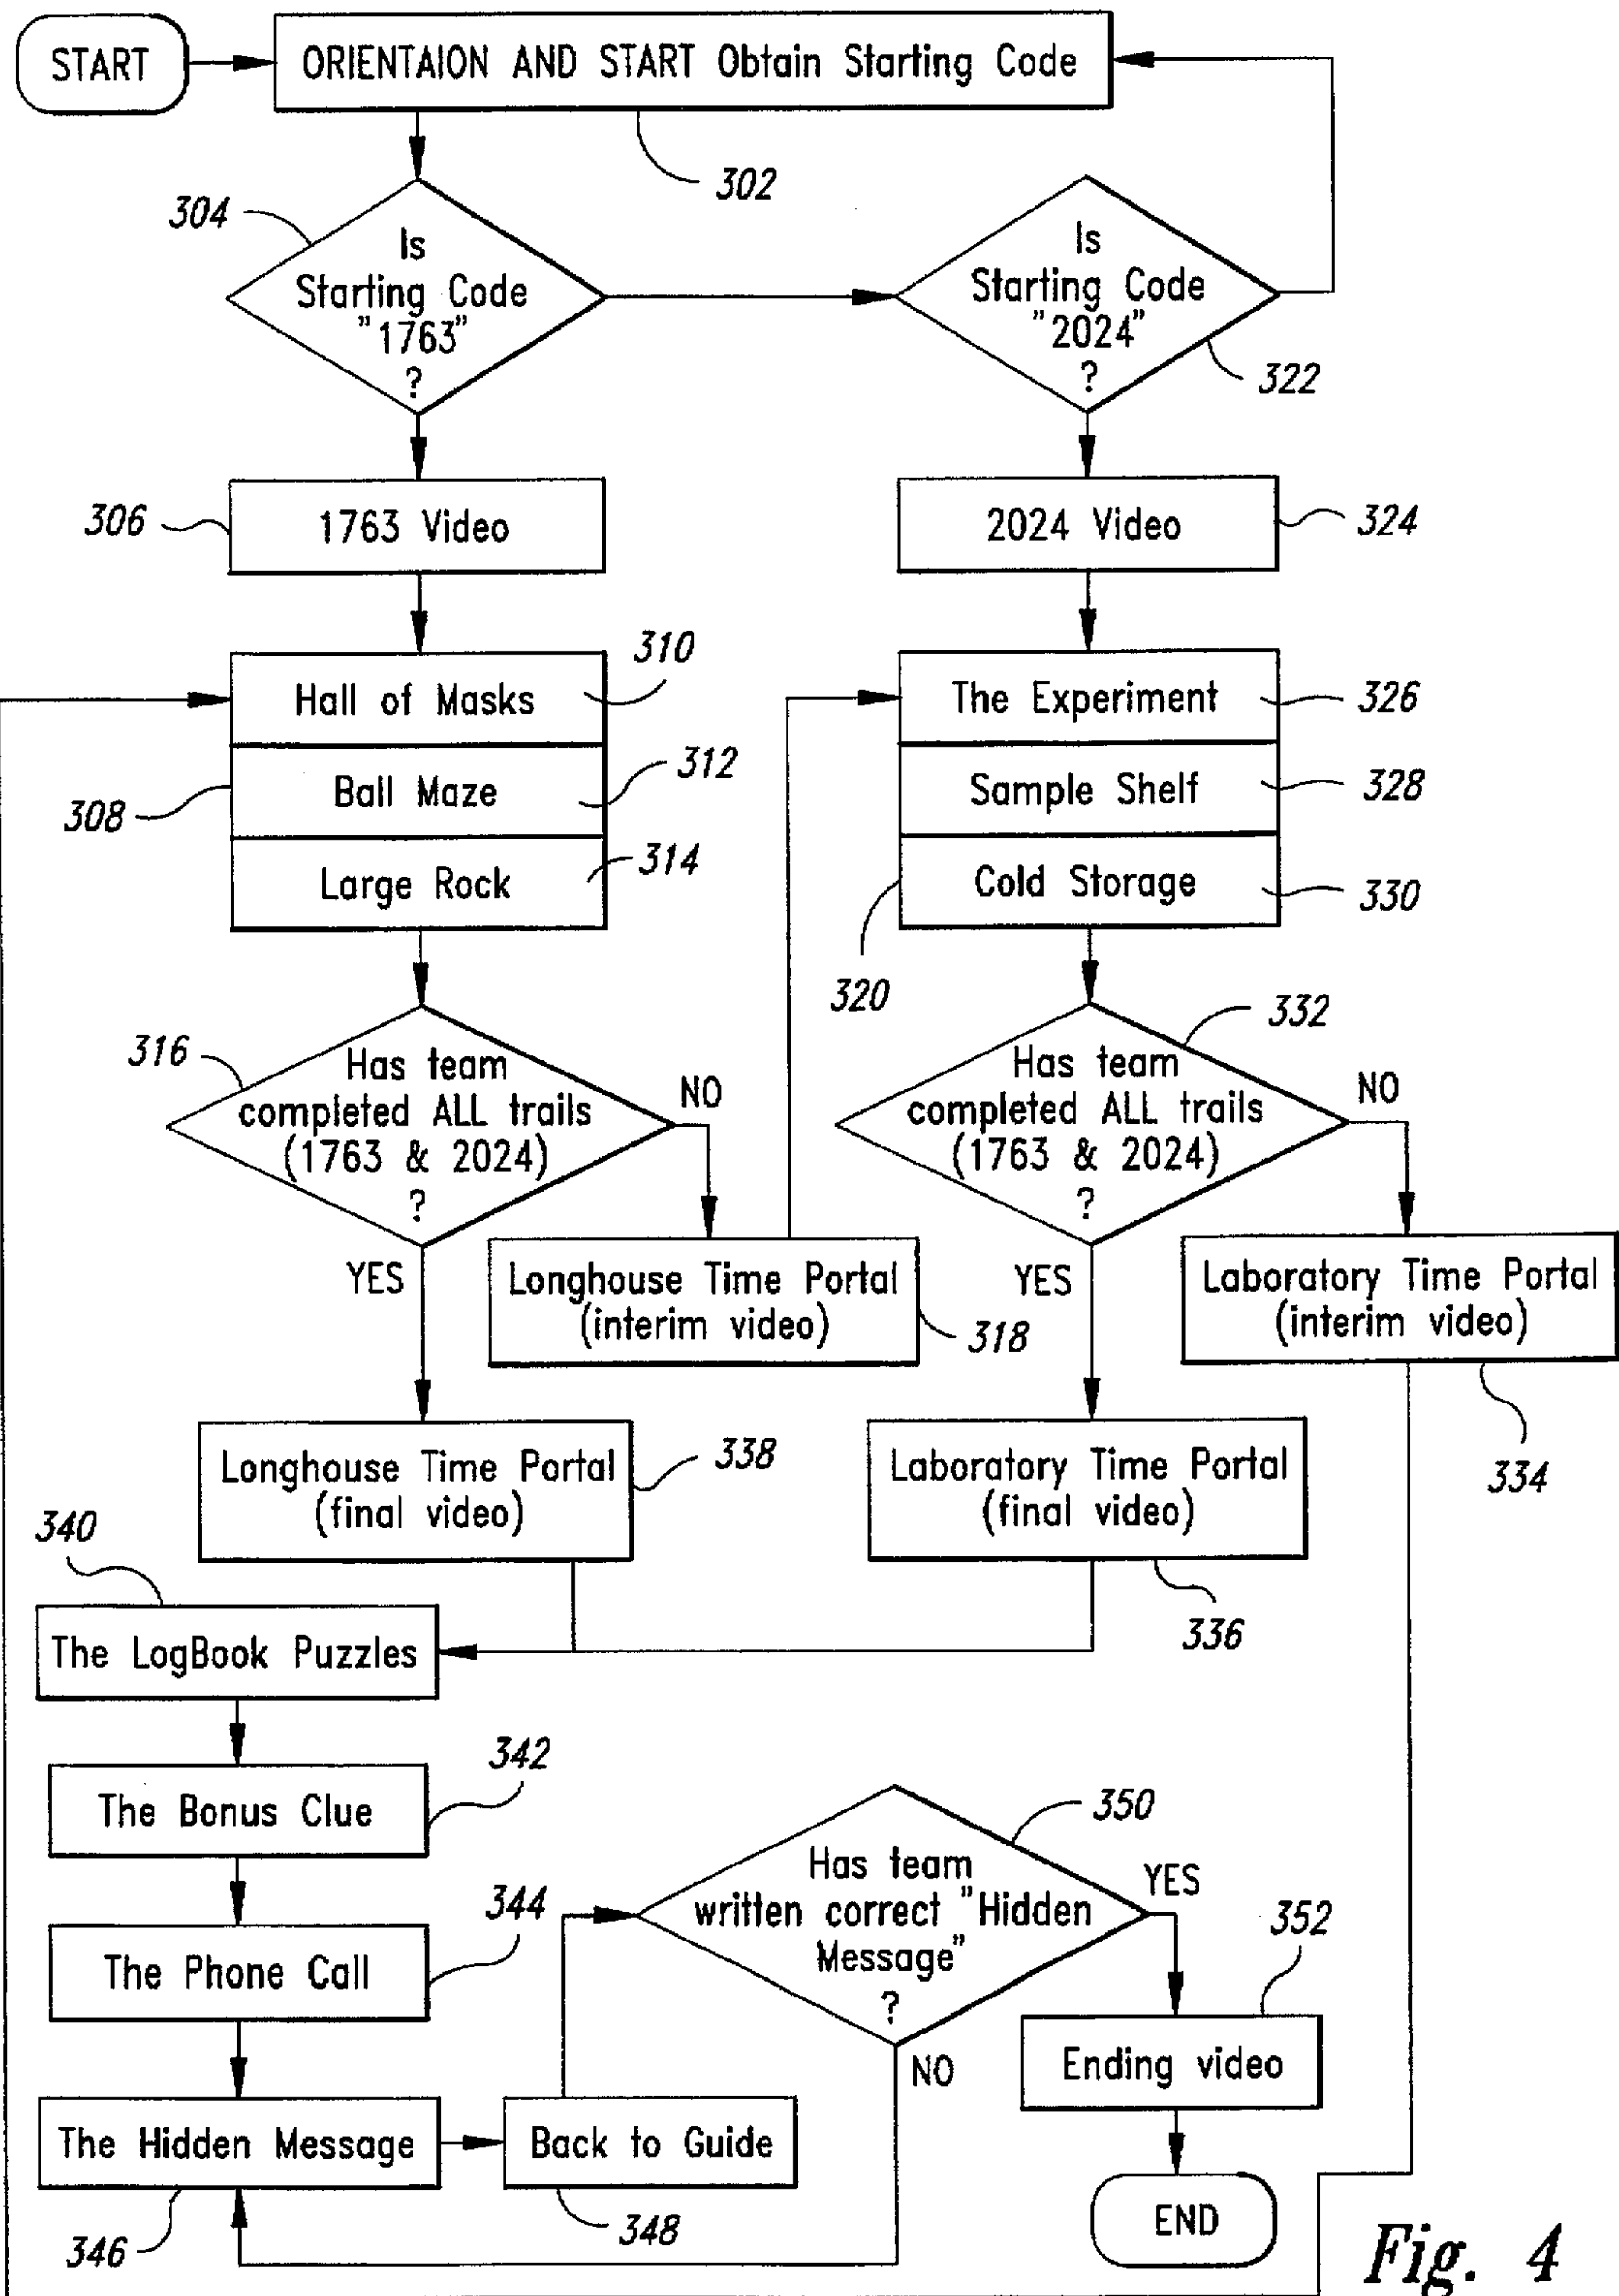 START
ORIENTAION AND START Obtain Starting Code
302
304
Is
Starting Code
"1763"
?
Is
Starting Code
"2024"
?
322
306
1763 Video
2024 Video
324
310
Hall of Masks
The Experiment
326
308
Ball Maze
312
Sample Shelf
328
Large Rock
314
320
Cold Storage
330
316
Has team
completed ALL trails
(1763 & 2024)
?
NO
332
Has team
completed ALL trails
(1763 & 2024)
?
NO
YES
Longhouse Time Portal
(interim video)
318
YES
Laboratory Time Portal
(interim video)
334
Longhouse Time Portal
(final video)
338
Laboratory Time Portal
(final video)
336
340
The LogBook Puzzles
342
The Bonus Clue
350
Has team
written correct "Hidden
Message"
?
YES
344
The Phone Call
352
NO
Ending video
The Hidden Message
Back to Guide
346
348
END
Fig. 4